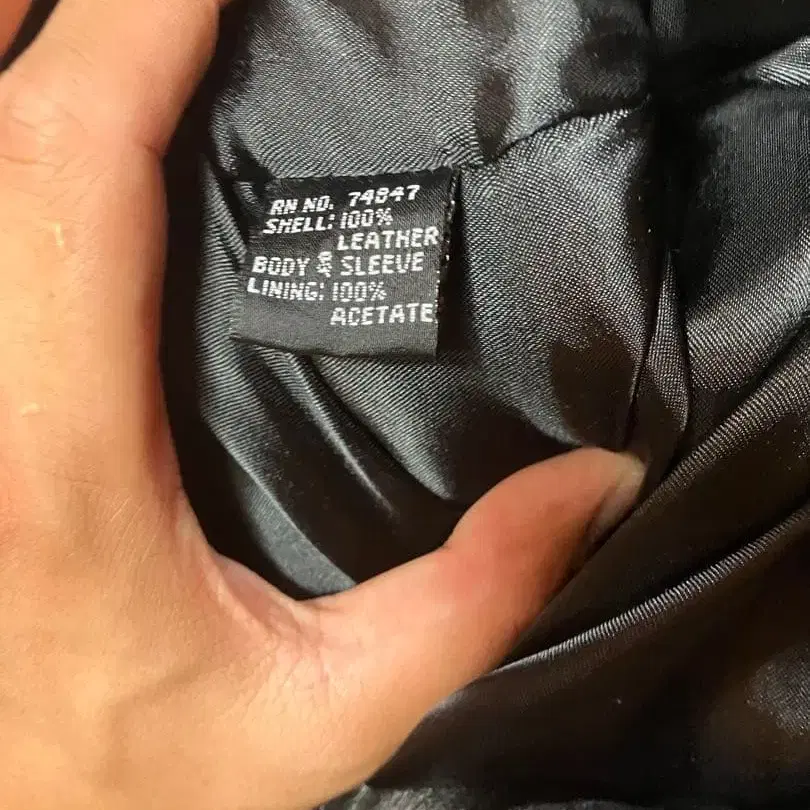 RN NO. 74847
SHELL: 100%
LEATHER
BODY & SLEEVE
LINING: 100%
ACETATE